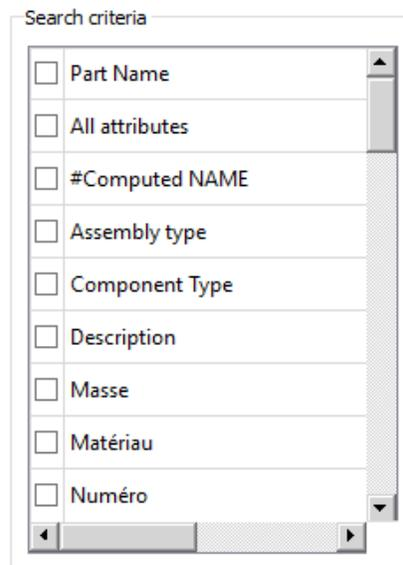 Search criteria
Part Name
All attributes
#Computed NAME
Assembly type
Component Type
Description
Masse
Matériau
Numéro